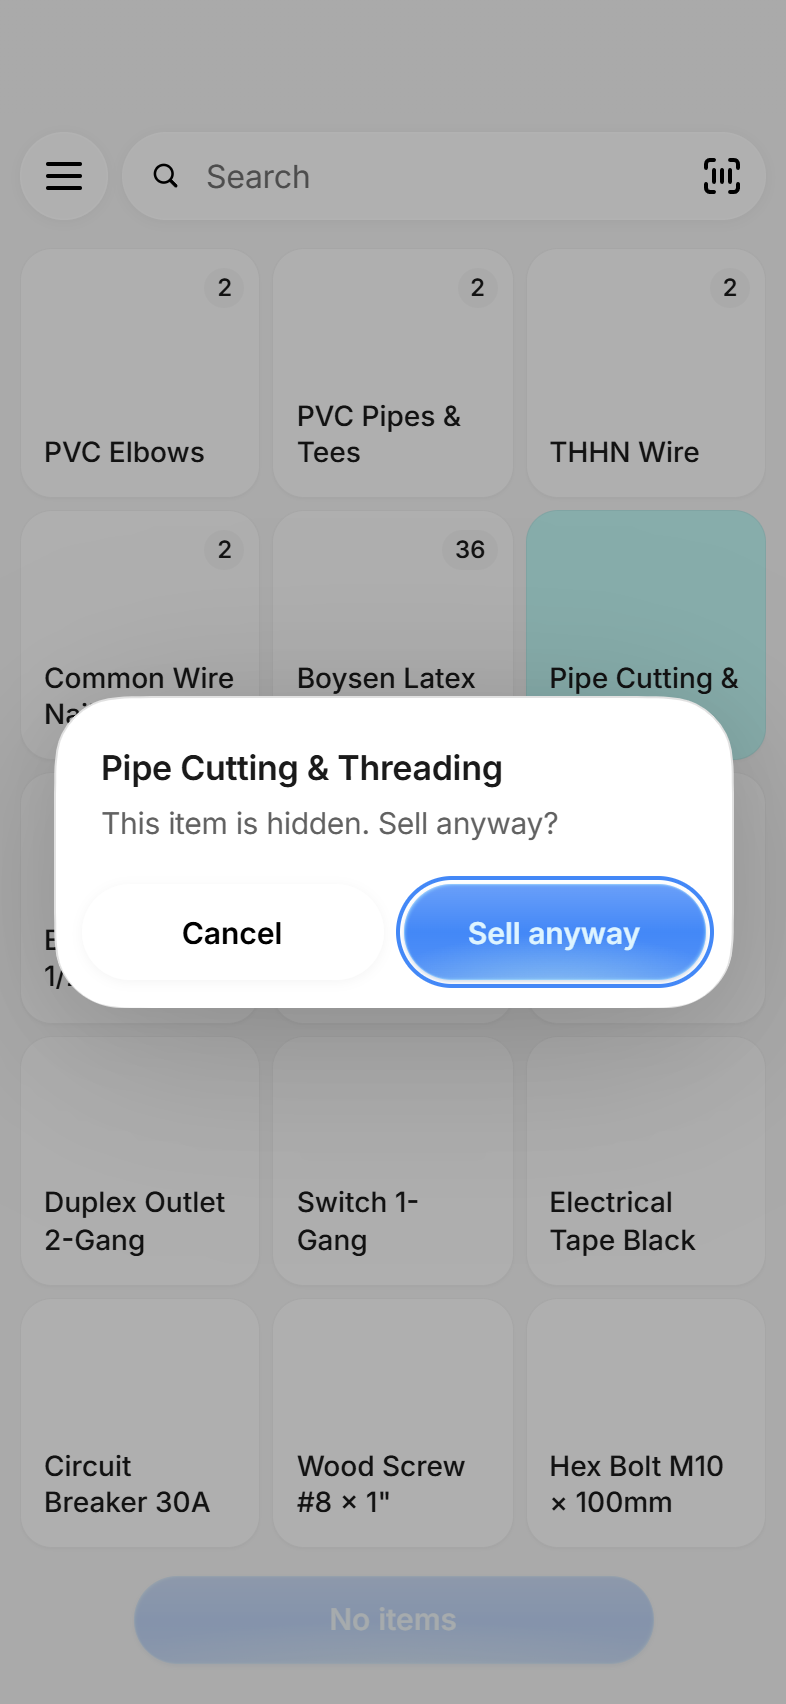 Search
2
2
2
PVC Elbows
PVC Pipes &
Tees
THHN Wire
2
36
Common Wire
Boysen Latex
Pipe Cutting &
Pipe Cutting & Threading
This item is hidden. Sell anyway?
Cancel
Sell anyway
Duplex Outlet
2-Gang
Switch 1-
Gang
Electrical
Tape Black
Circuit
Breaker 30A
Wood Screw
#8 × 1"
Hex Bolt M10
× 100mm
No items